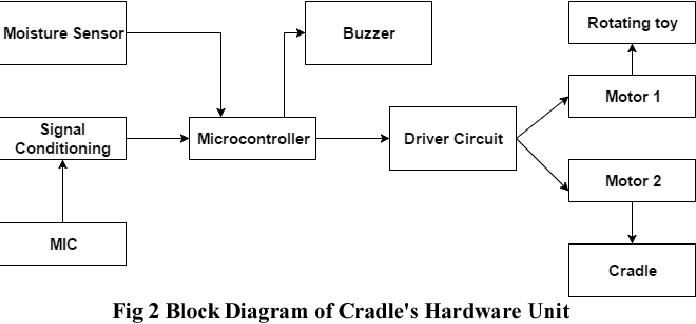 Moisture Sensor
Buzzer
Rotating toy
Motor 1
Signal
Conditioning
Microcontroller
Driver Circuit
Motor 2
MIC
Cradle
Fig 2 Block Diagram of Cradle's Hardware Unit